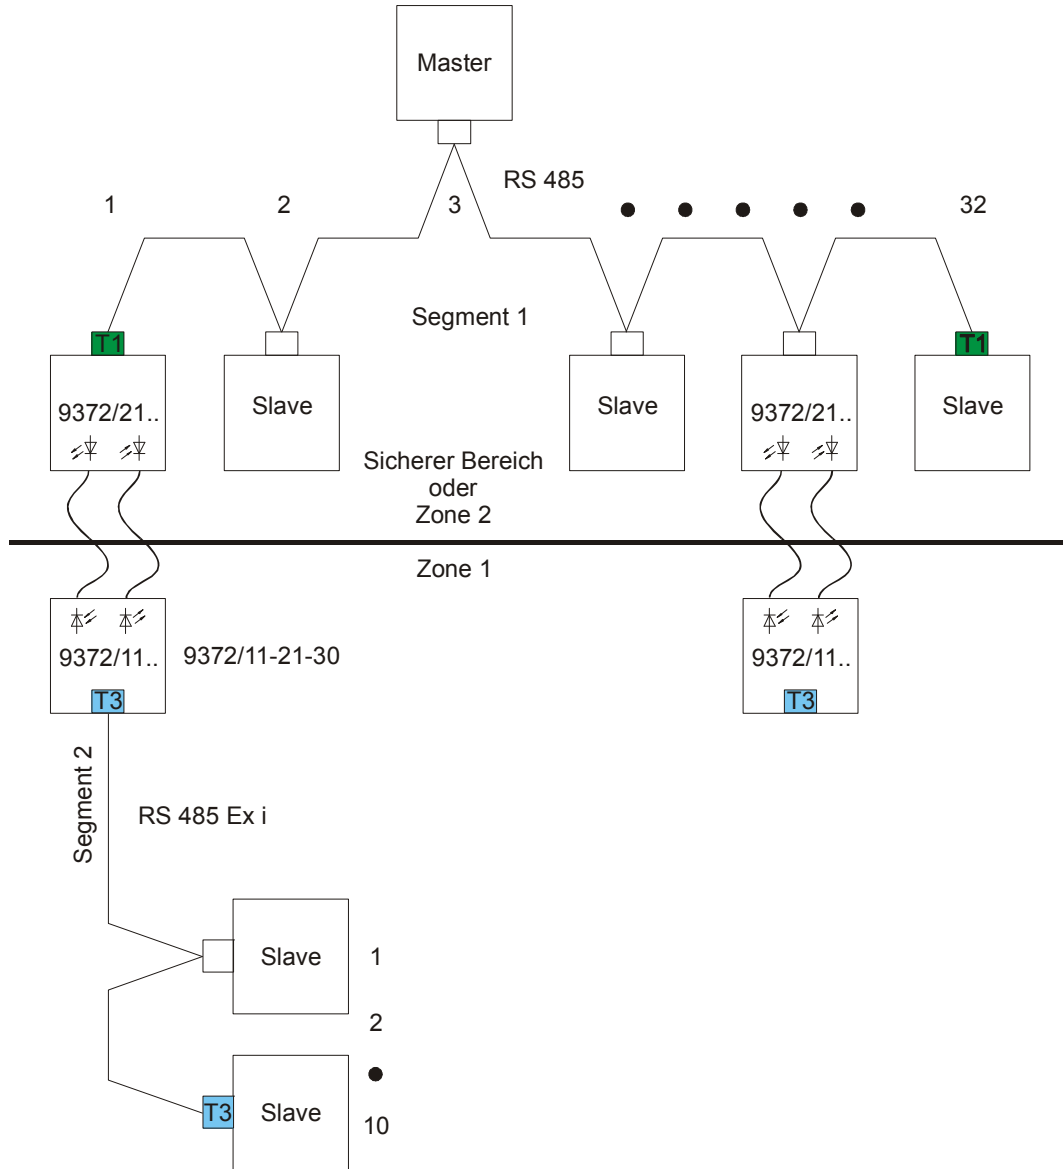 Master
RS 485
1
2
3
32
Segment 1
T1
T1
9372/21..
Slave
Slave
9372/21..
Slave
Sicherer Bereich
oder
Zone 2
Zone 1
9372/11..
9372/11-21-30
9372/11..
T3
T3
Segment 2
RS 485 Ex i
Slave
1
2
T3
Slave
10